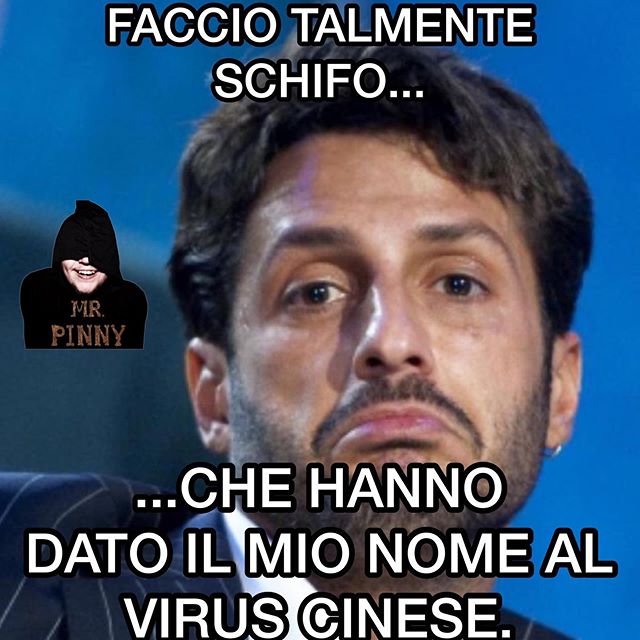 FACCIO TALMENTE
SCHIFO...
MR.
PINNY
...CHE HANNO
DATO IL MIO NOME AL
VIRUS CINESE.